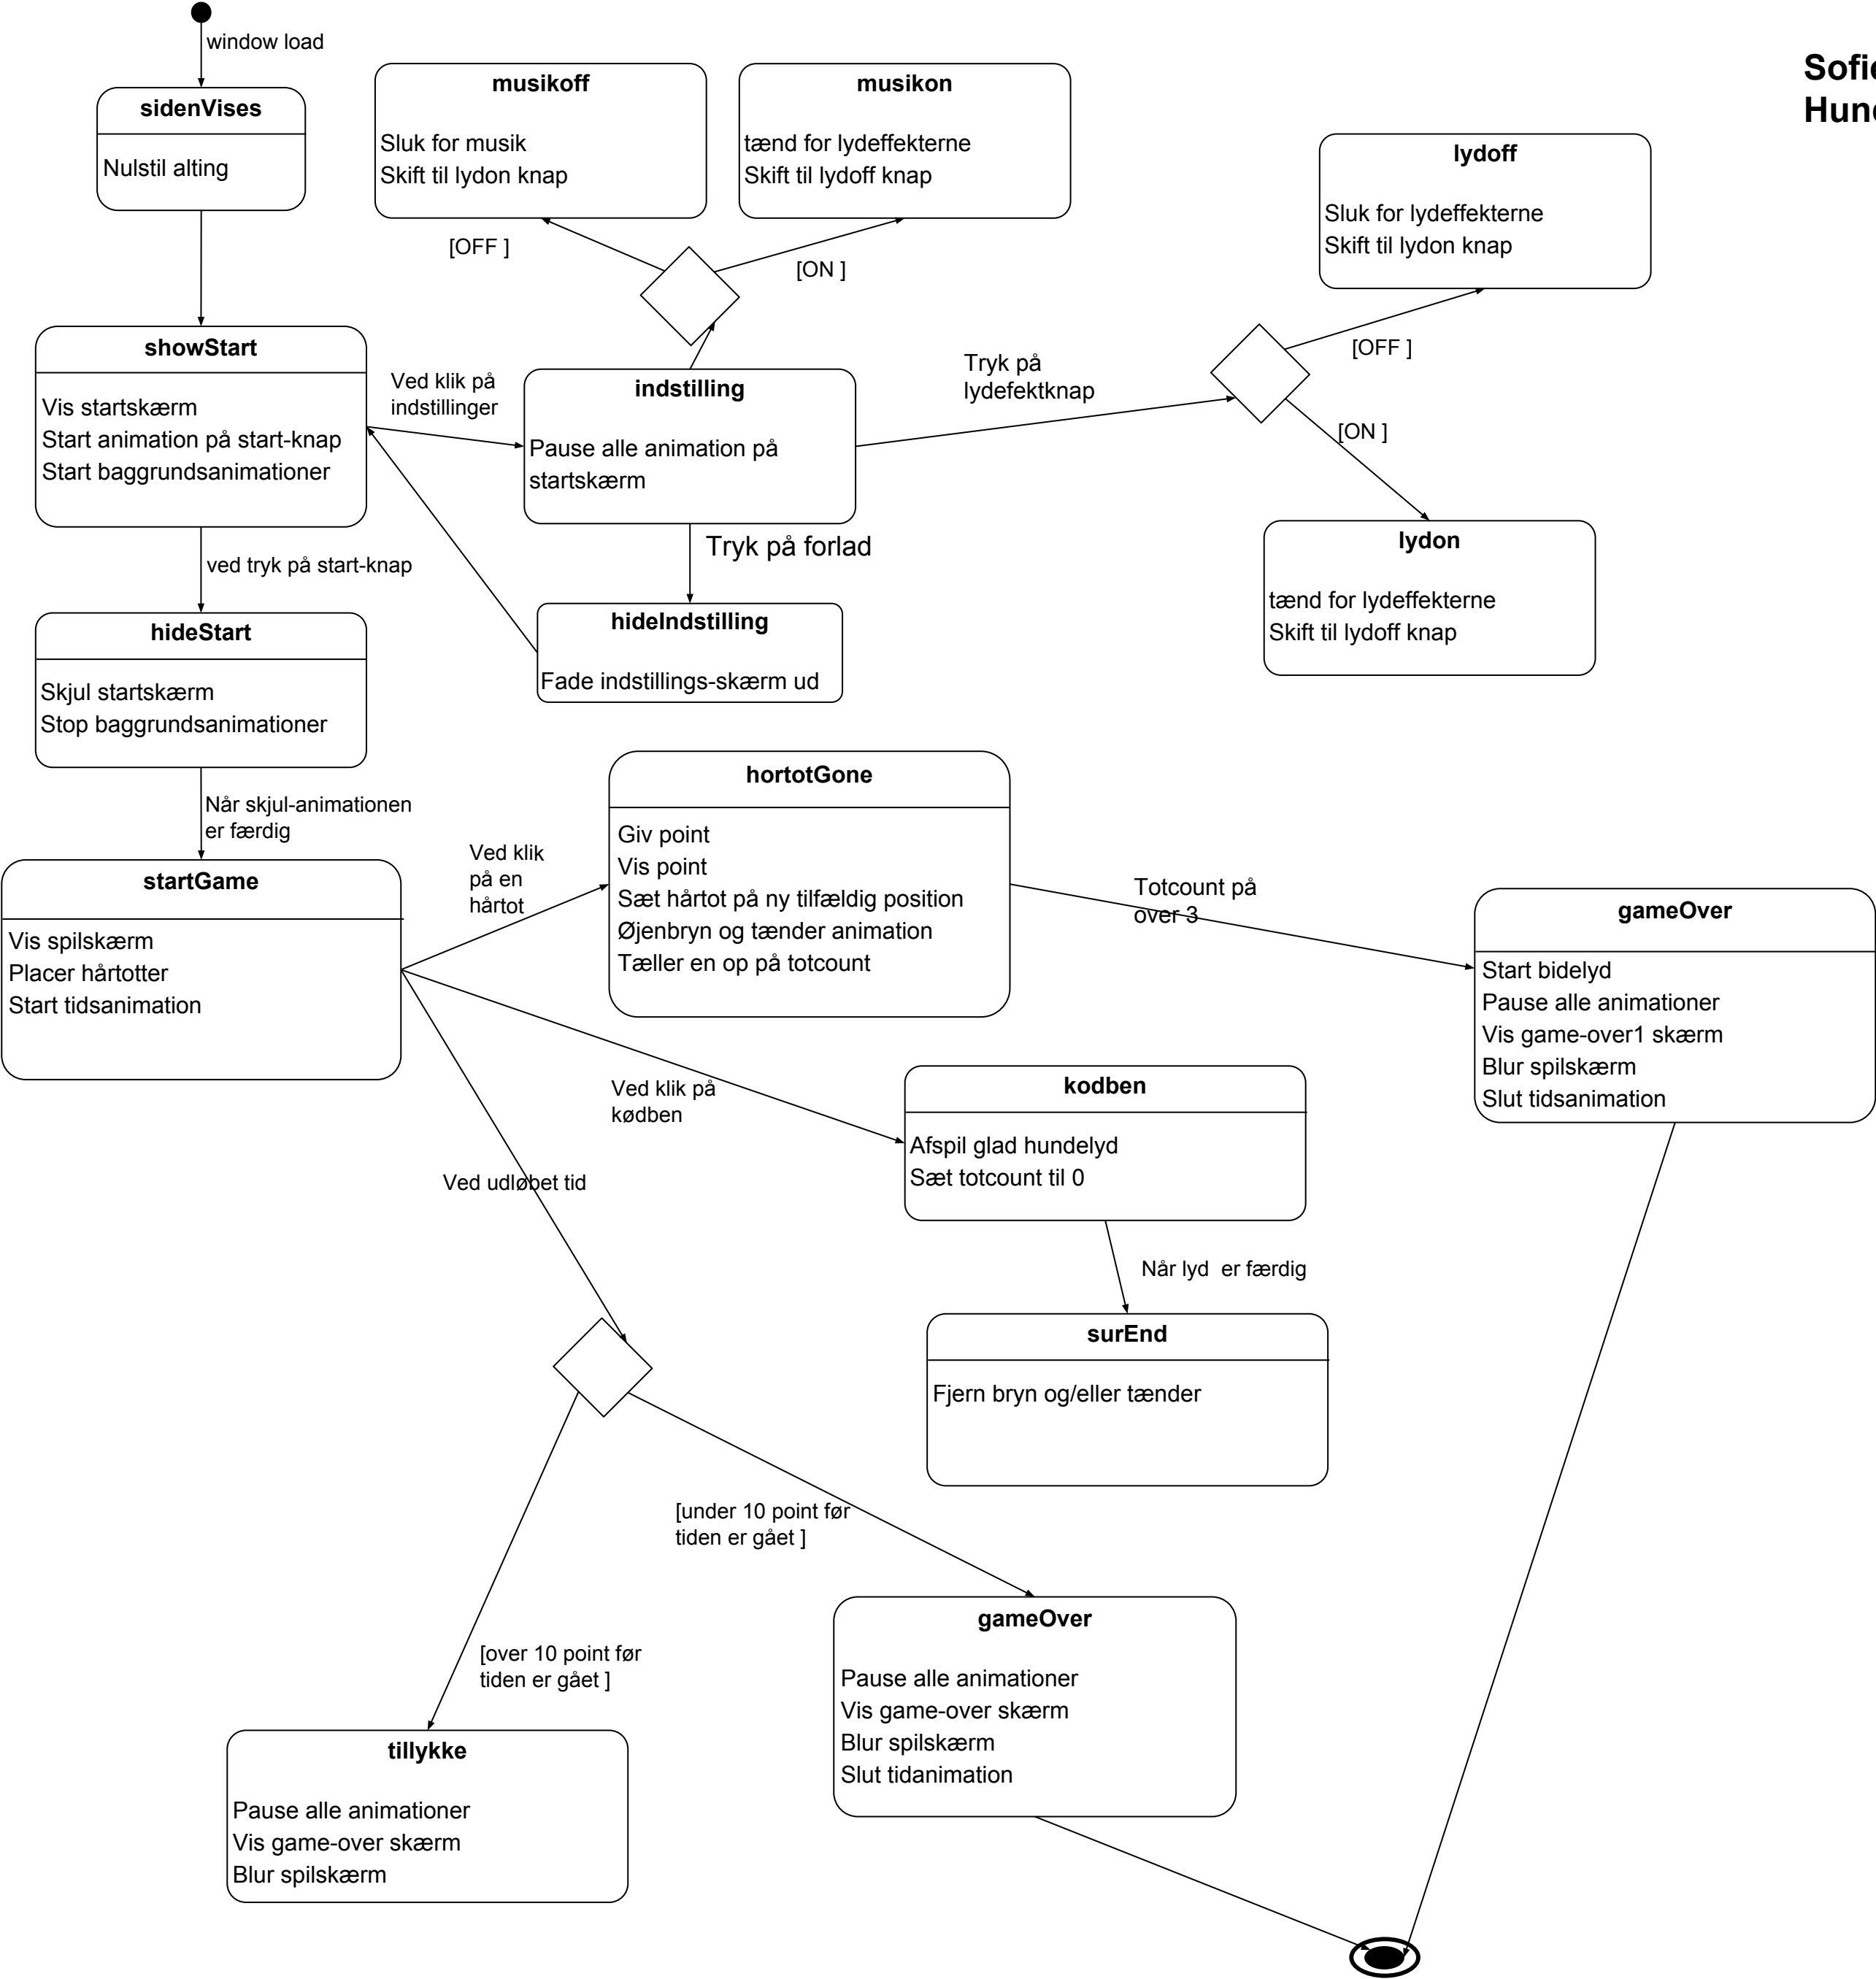 window load
Sofie
sidenVises
Nulstil alting
musikoff
Sluk for musik
Skift til lydon knap
musikon
tænd for lydeffekterne
Skift til lydoff knap
lydoff
Sluk for lydeffekterne
Skift til lydon knap
[OFF ]
[ON ]
showStart
Vis startskærm
Start animation på start-knap
Start baggrundsanimationer
Ved klik på
indstillinger
indstilling
Pause alle animation på
startskærm
Tryk på
lydefektknap
[OFF ]
[ON ]
lydon
tænd for lydeffekterne
Skift til lydoff knap
Tryk på forlad
ved tryk på start-knap
hideStart
Skjul startskærm
Stop baggrundsanimationer
hideIndstilling
Fade indstillings-skærm ud
Når skjul-animationen
er færdig
startGame
Vis spilskærm
Placer hårtotter
Start tidsanimation
Ved klik
på en
hårtot
hortotGone
Giv point
Vis point
Sæt hårtot på ny tilfældig position
Øjenbryn og tænder animation
Tæller en op på totcount
Totcount på
over 3
gameOver
Start bidelyd
Pause alle animationer
Vis game-over1 skærm
Blur spilskærm
Slut tidsanimation
Ved klik på
kødben
kodben
Afspil glad hundelyd
Sæt totcount til 0
Ved udløbet tid
Når lyd  er færdig
surEnd
Fjern bryn og/eller tænder
[under 10 point før
tiden er gået ]
[over 10 point før
tiden er gået ]
gameOver
Pause alle animationer
Vis game-over skærm
Blur spilskærm
Slut tidanimation
tillykke
Pause alle animationer
Vis game-over skærm
Blur spilskærm